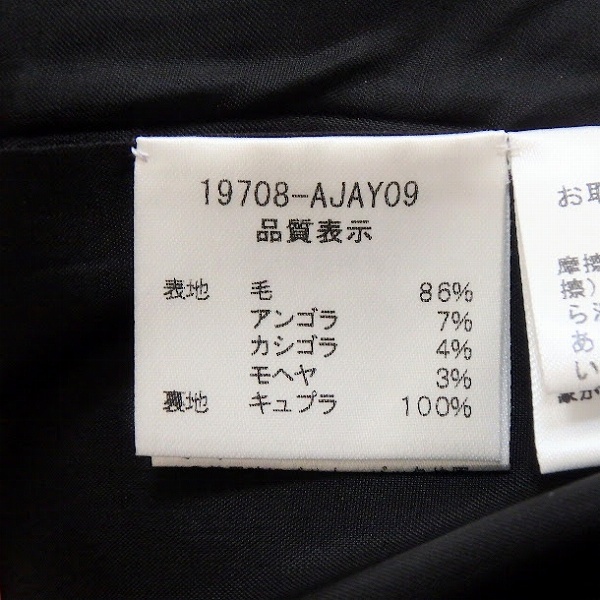 19708-AJAY09
品質表示
表地 毛 86%
アンゴラ 7%
カシゴラ 4%
モヘヤ 3%
裏地 キュプラ 100%
お取
摩擦
擦)
ら
あ
い